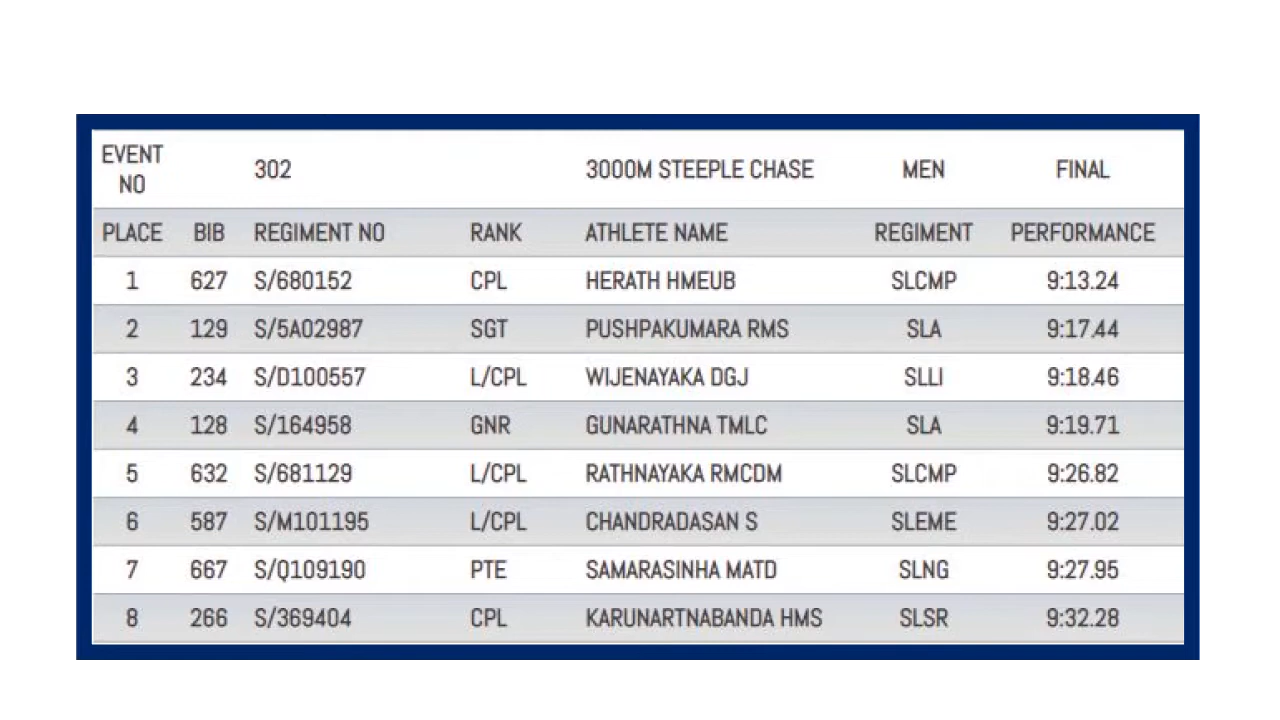 EVENT NO 302 3000M STEEPLE CHASE MEN FINAL
PLACE BIB REGIMENT NO RANK ATHLETE NAME REGIMENT PERFORMANCE
1 627 S/680152 CPL HERATH HMEUB SLCMP 9:13.24
2 129 S/5A02987 SGT PUSHPAKUMARA RMS SLA 9:17.44
3 234 S/D100557 L/CPL WIJENAYAKA DGJ SLLI 9:18.46
4 128 S/164958 GNR GUNARATHNA TMLC SLA 9:19.71
5 632 S/681129 L/CPL RATHNAYAKA RMCDM SLCMP 9:26.82
6 587 S/M101195 L/CPL CHANDRADASAN S SLEME 9:27.02
7 667 S/Q109190 PTE SAMARASINHA MATD SLNG 9:27.95
8 266 S/369404 CPL KARUNARTNABANDA HMS SLSR 9:32.28